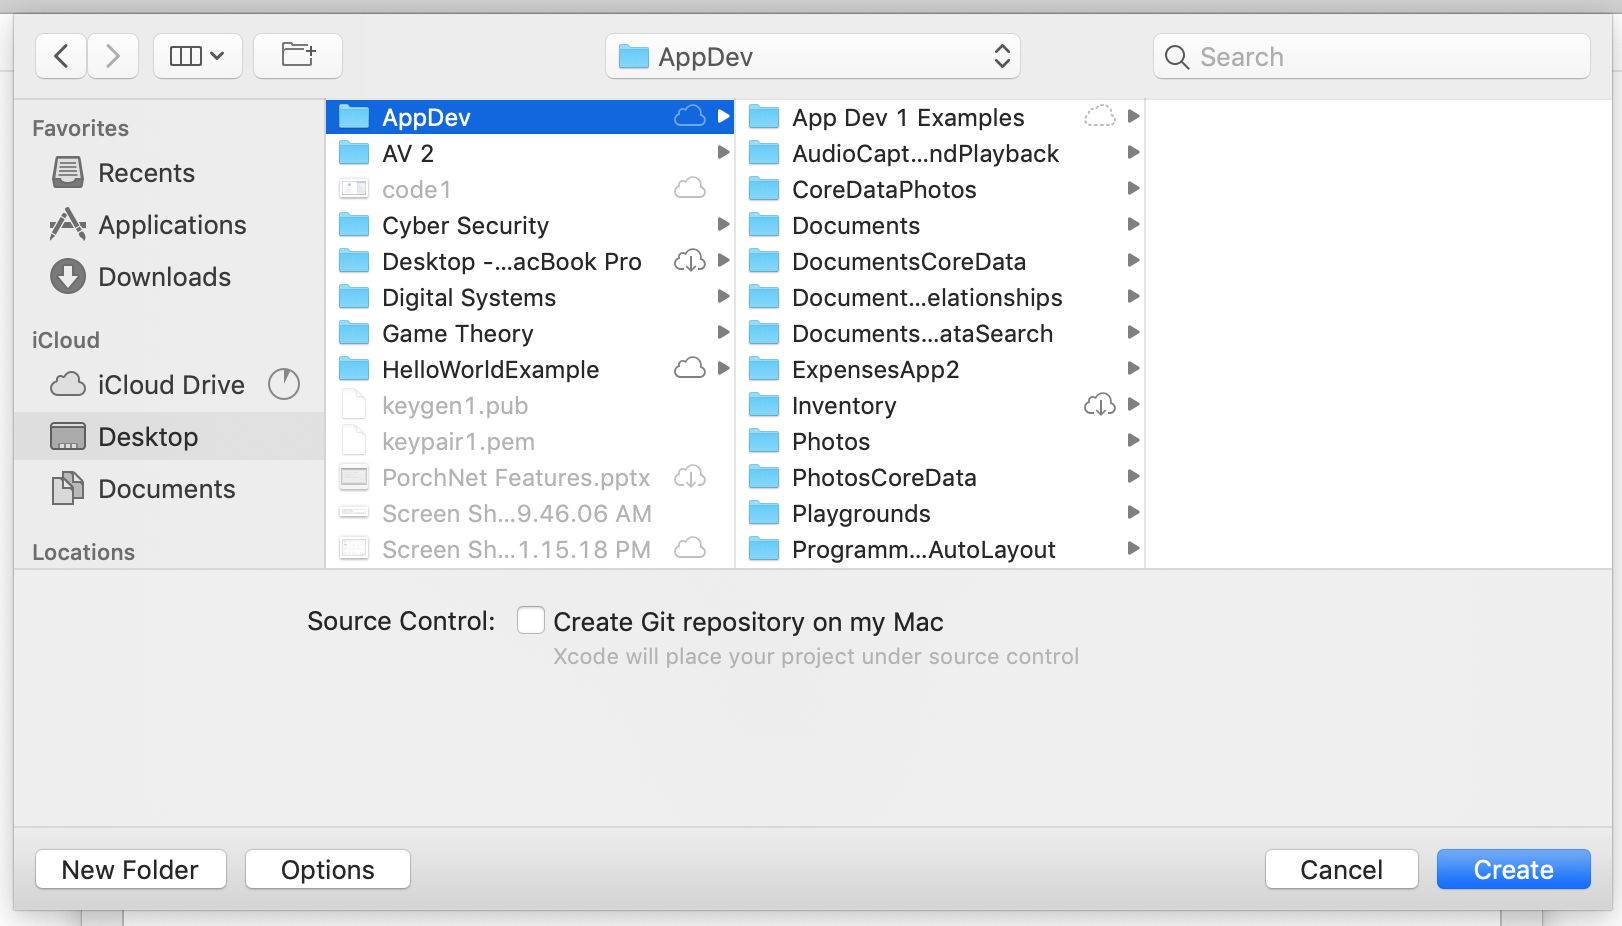 AppDev
Search
Favorites
Recents
Applications
Downloads
iCloud
iCloud Drive
Desktop
Documents
Locations
AppDev
AV 2
code1
Cyber Security
Desktop -...acBook Pro
Digital Systems
Game Theory
HelloWorldExample
keygen1.pub
keypair1.pem
PorchNet Features.pptx
Screen Sh...9.46.06 AM
Screen Sh...1.15.18 PM
App Dev 1 Examples
AudioCapt...ndPlayback
CoreDataPhotos
Documents
DocumentsCoreData
Document...elationships
Documents...ataSearch
ExpensesApp2
Inventory
Photos
PhotosCoreData
Playgrounds
Programm...AutoLayout
Source Control: Create Git repository on my Mac
Xcode will place your project under source control
New Folder
Options
Cancel
Create